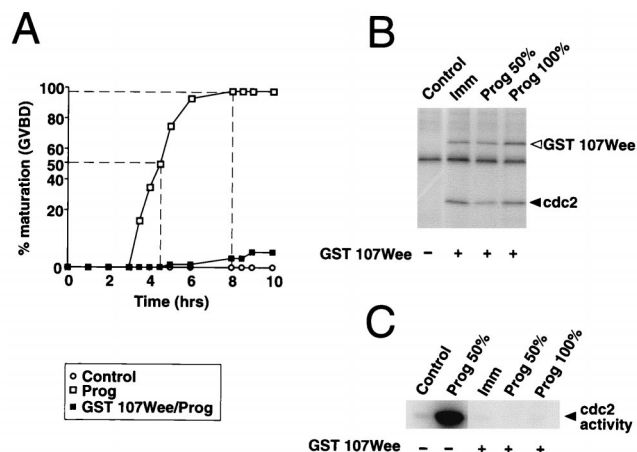 A
% maturation (GVBD)
100
80
60
50
40
20
0
0 2 4 6 8 10
Time (hrs)
Control
Prog
GST 107Wee/Prog
B
Control
Imm
Prog 50%
Prog 100%
GST 107Wee
cdc2
GST 107Wee - + + +
C
Control
Prog 50%
Imm
Prog 50%
Prog 100%
cdc2
activity
GST 107Wee - - + + +